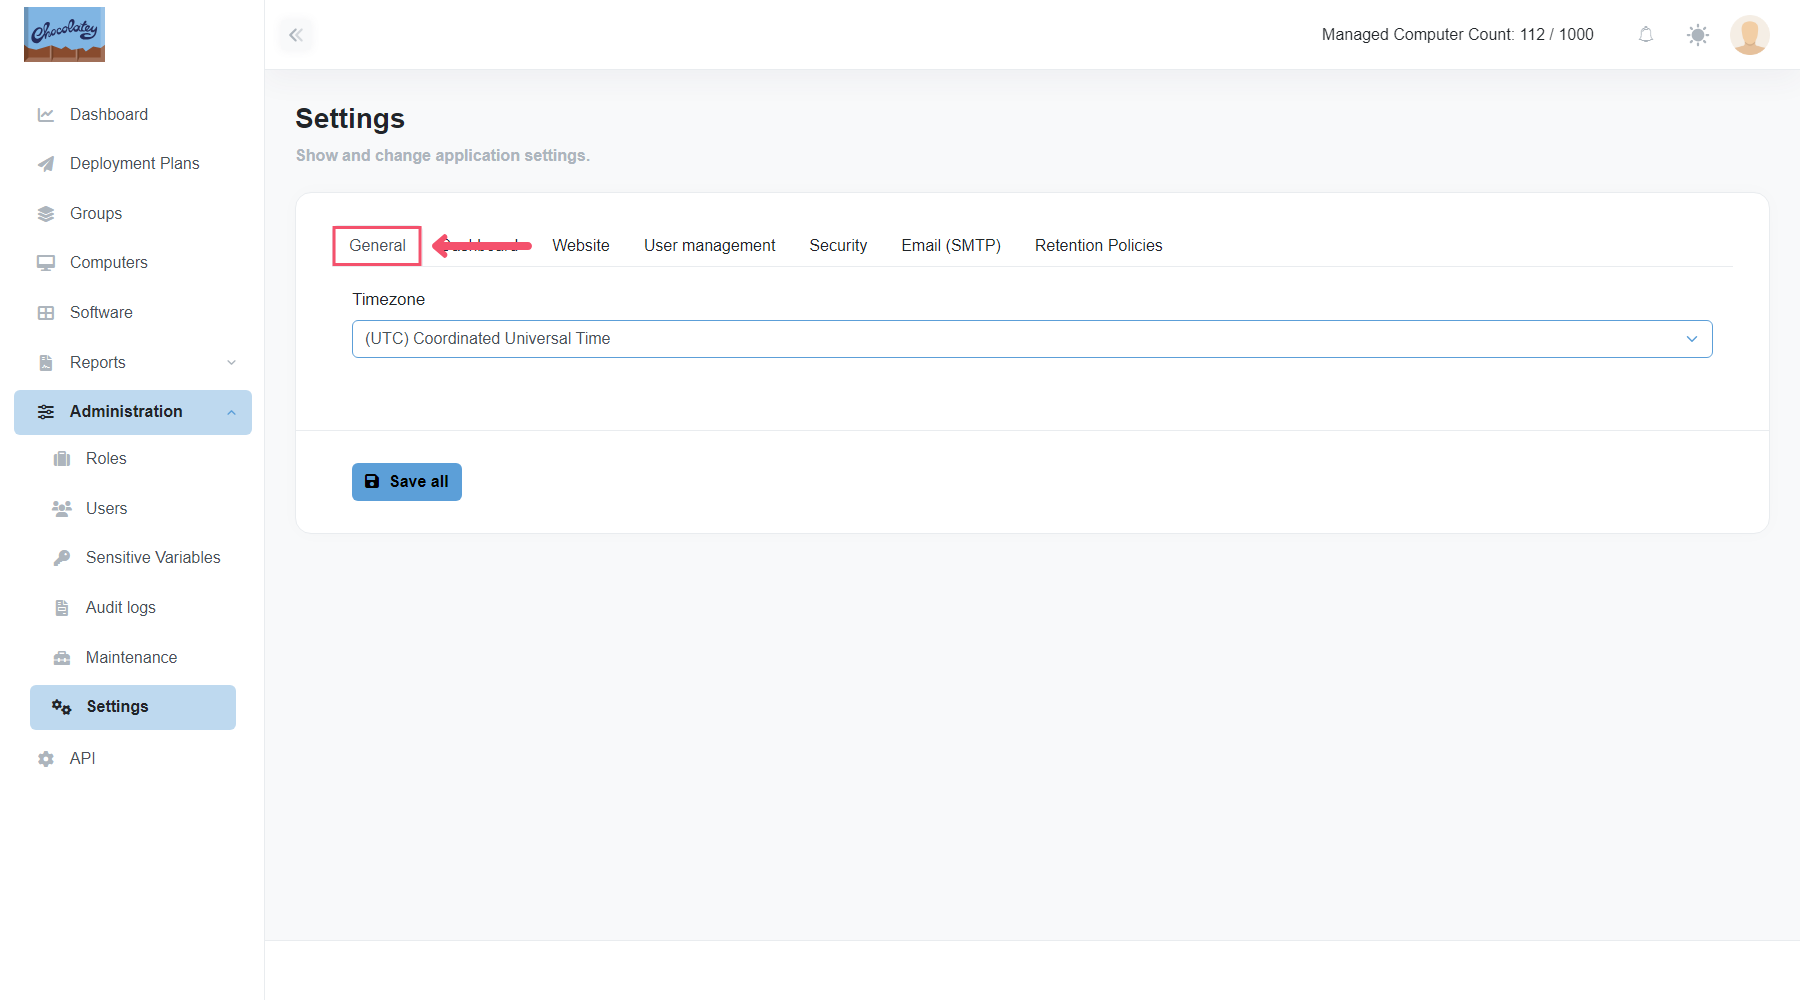 Chocolatey
Managed Computer Count: 112 / 1000
Dashboard
Deployment Plans
Groups
Computers
Software
Reports
Administration
Roles
Users
Sensitive Variables
Audit logs
Maintenance
Settings
API
Settings
Show and change application settings.
General Dashboard Website User management Security Email (SMTP) Retention Policies
Timezone
(UTC) Coordinated Universal Time
Save all